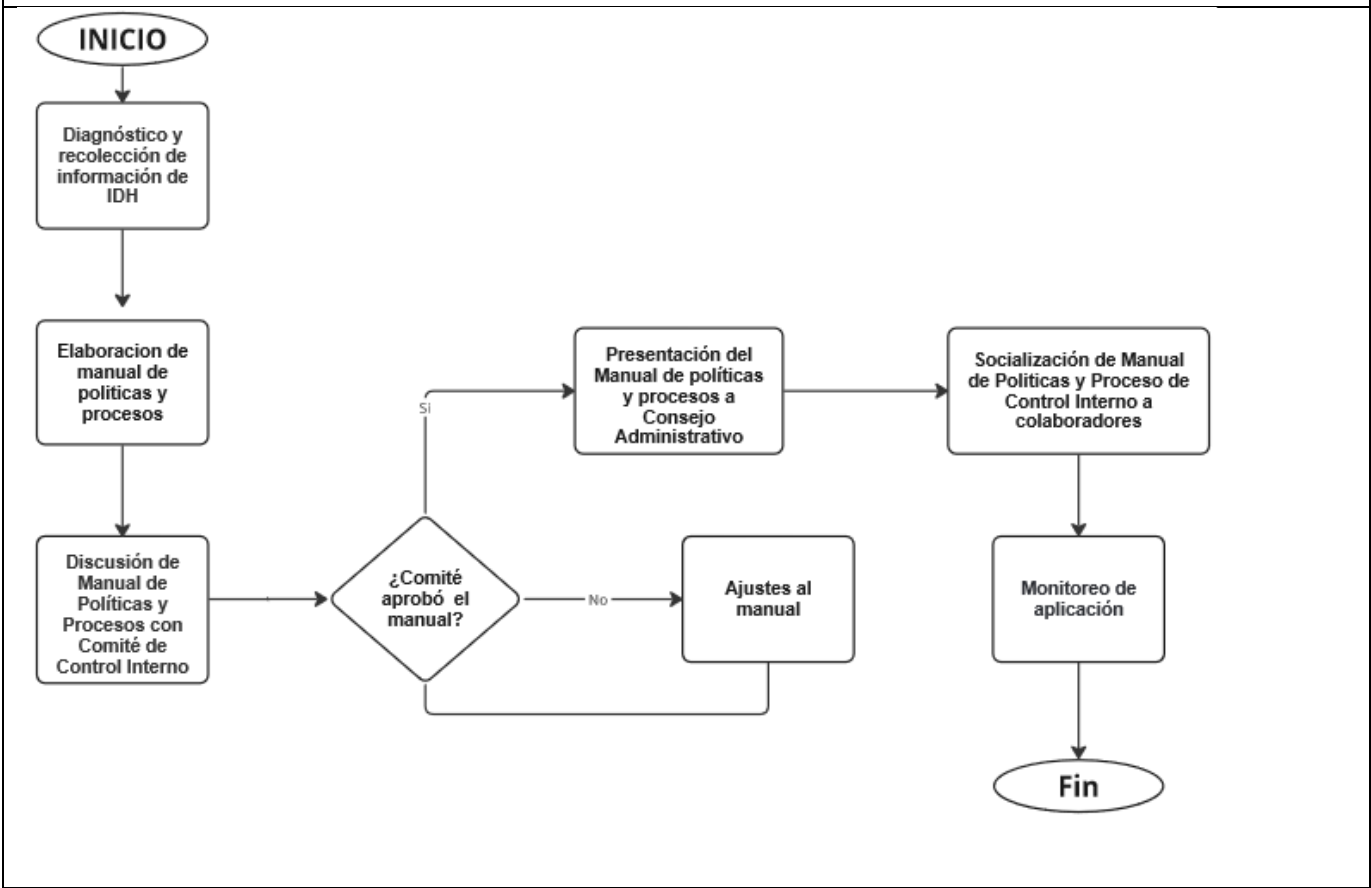 INICIO
Diagnóstico y
recolección de
información de
IDH
Elaboracion de
manual de
politicas y
procesos
Discusión de
Manual de
Políticas y
Procesos con
Comité de
Control Interno
¿Comité
aprobó el
manual?
Si
Presentación del
Manual de políticas
y procesos a
Consejo
Administrativo
No
Ajustes al
manual
Socialización de Manual
de Politicas y Proceso de
Control Interno a
colaboradores
Monitoreo de
aplicación
Fin